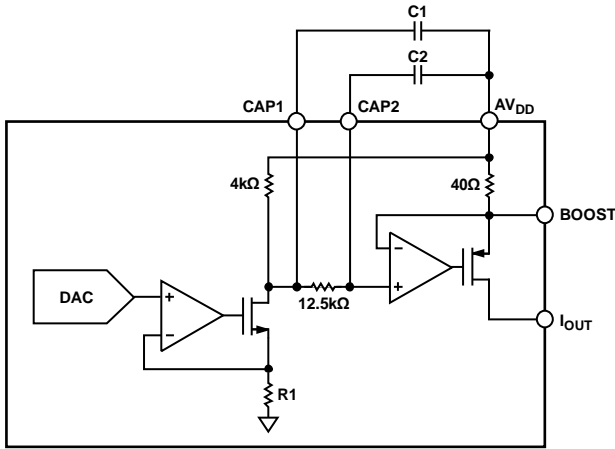 C1
C2
CAP1
CAP2
AVDD
4kΩ
40Ω
BOOST
DAC
+
−
12.5kΩ
−
+
IOUT
R1